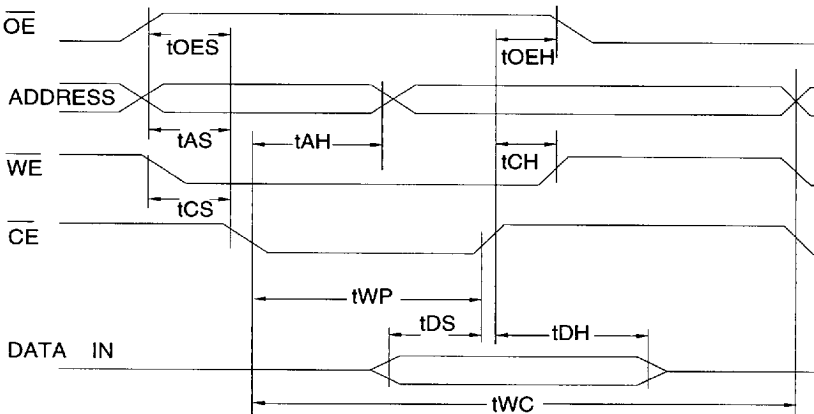 OE
tOES
tOEH
ADDRESS
tAS
tAH
tCH
WE
tCS
CE
tWP
tDS
tDH
DATA IN
tWC